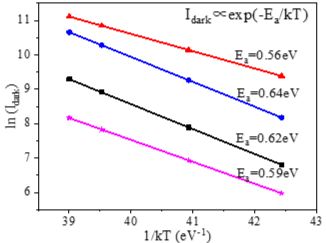 I_dark∝exp(-E_a/kT)
11
10
9
8
7
6
ln (I_dark)
E_a=0.56eV
E_a=0.64eV
E_a=0.62eV
E_a=0.59eV
39
40
41
42
43
1/kT (eV⁻¹)